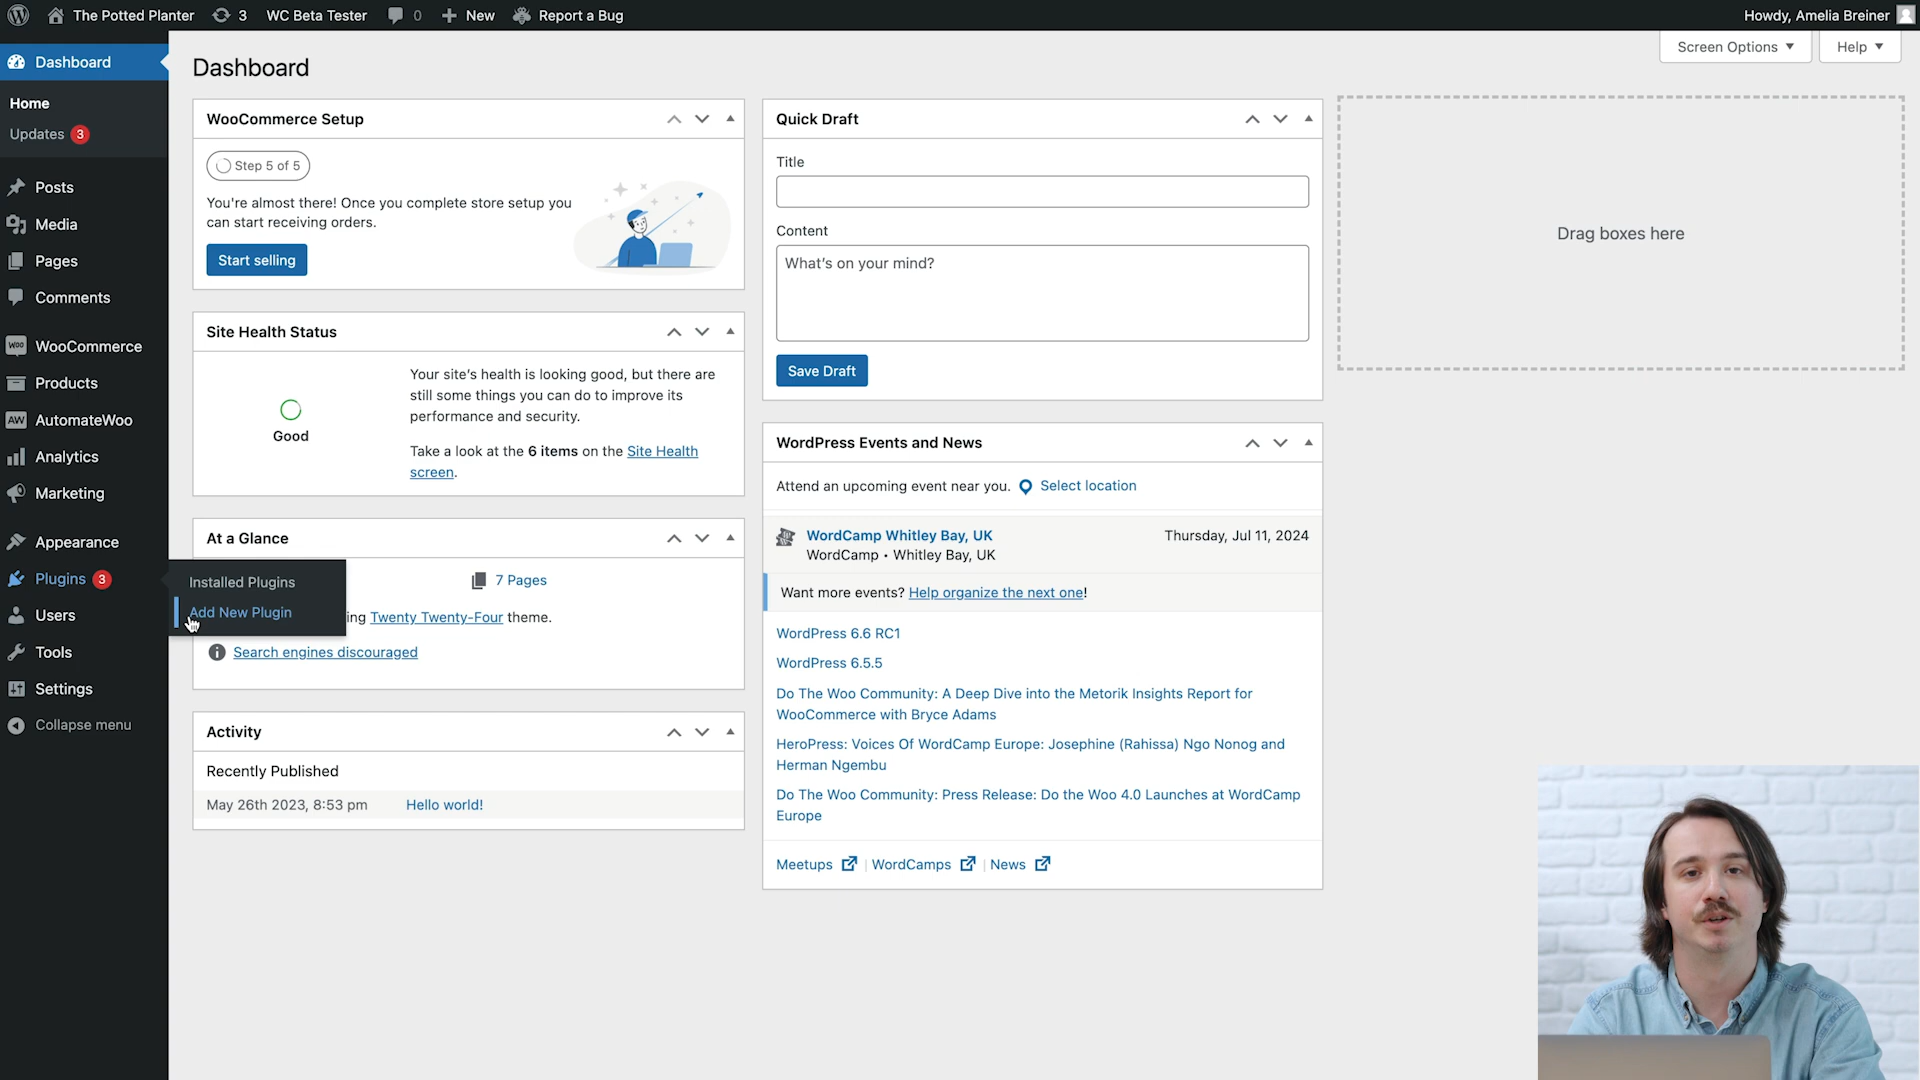 The Potted Planter
3
WC Beta Tester
0
New
Report a Bug
Howdy, Amelia Breiner
Screen Options
Help
Dashboard
Home
Updates 3
Posts
Media
Pages
Comments
Woo WooCommerce
Products
AW AutomateWoo
Analytics
Marketing
Appearance
Plugins 3
Users
Tools
Settings
Collapse menu
Installed Plugins
Add New Plugin
Dashboard
WooCommerce Setup
Step 5 of 5
You're almost there! Once you complete store setup you
can start receiving orders.
Start selling
Site Health Status
Good
Your site's health is looking good, but there are
still some things you can do to improve its
performance and security.
Take a look at the 6 items on the Site Health
screen.
At a Glance
7 Pages
ing Twenty Twenty-Four theme.
Search engines discouraged
Activity
Recently Published
May 26th 2023, 8:53 pm Hello world!
Quick Draft
Title
Content
What's on your mind?
Save Draft
WordPress Events and News
Attend an upcoming event near you. Select location
WordCamp Whitley Bay, UK Thursday, Jul 11, 2024
WordCamp • Whitley Bay, UK
Want more events? Help organize the next one!
WordPress 6.6 RC1
WordPress 6.5.5
Do The Woo Community: A Deep Dive into the Metorik Insights Report for
WooCommerce with Bryce Adams
HeroPress: Voices Of WordCamp Europe: Josephine (Rahissa) Ngo Nonog and
Herman Ngembu
Do The Woo Community: Press Release: Do the Woo 4.0 Launches at WordCamp
Europe
Meetups | WordCamps | News
Drag boxes here